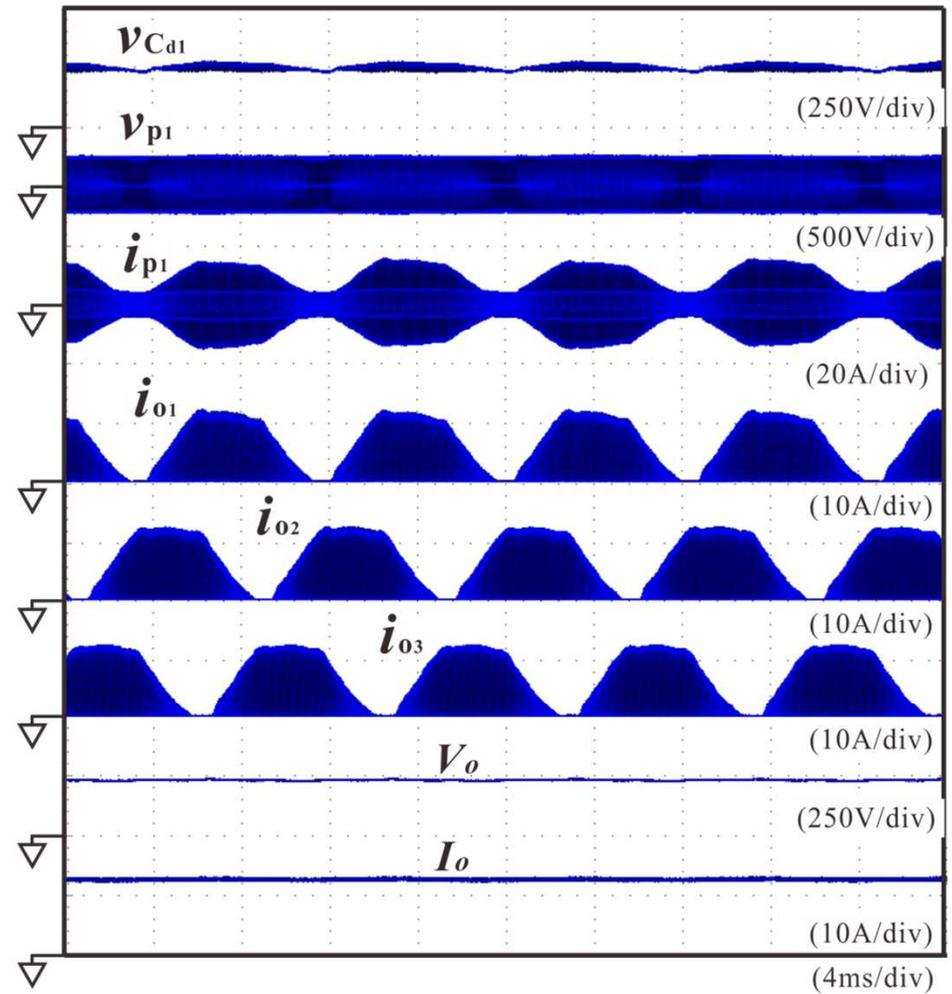 vCd1
(250V/div)
vp1
(500V/div)
ip1
(20A/div)
io1
(10A/div)
io2
(10A/div)
io3
(10A/div)
Vo
(250V/div)
Io
(10A/div)
(4ms/div)